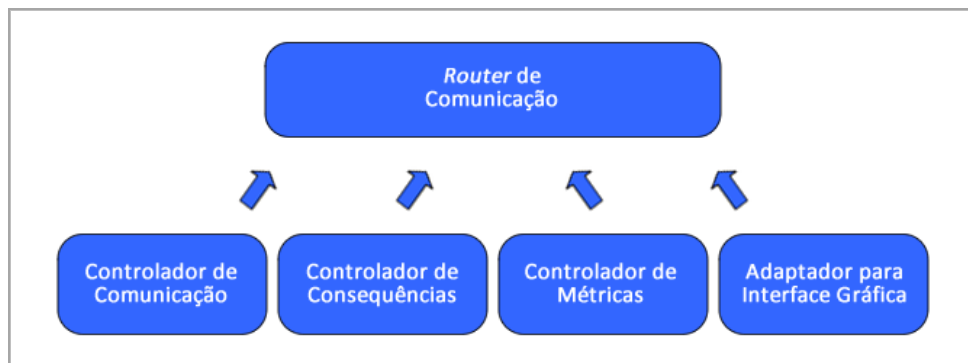 Router de
Comunicação
Controlador de
Comunicação
Controlador de
Consequências
Controlador de
Métricas
Adaptador para
Interface Gráfica